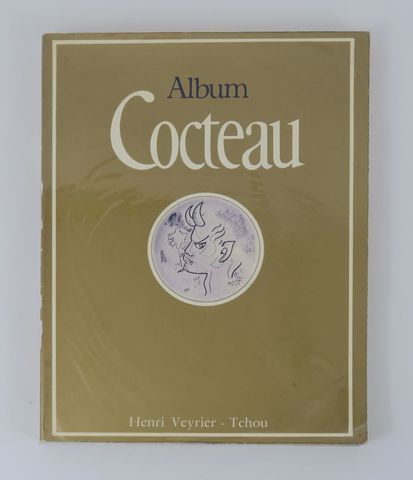 Album
Cocteau
Henri Veyrier - Tchou